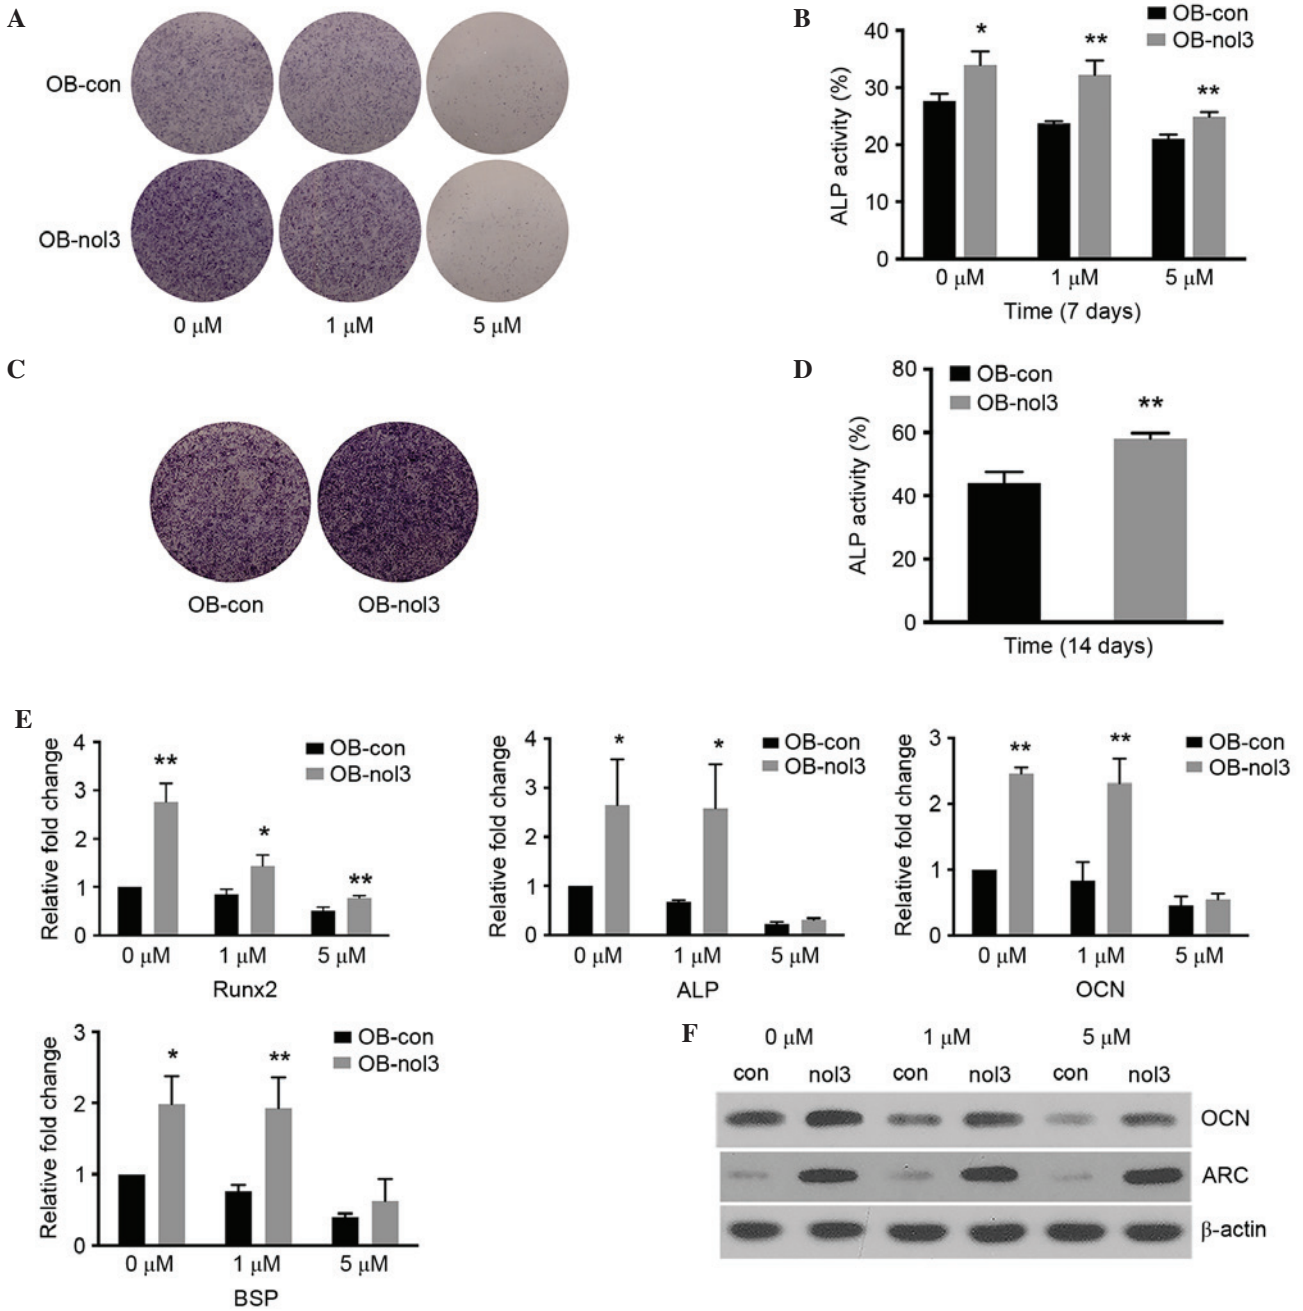 A
OB-con
OB-nol3
0 μM 1 μM 5 μM
B
OB-con
OB-nol3
ALP activity (%)
40
30
20
10
0
* ** **
0 μM 1 μM 5 μM
Time (7 days)
C
OB-con OB-nol3
D
OB-con
OB-nol3
ALP activity (%)
80
60
40
20
0
**
Time (14 days)
E
Relative fold change
4
3
2
1
0
OB-con
OB-nol3
** * **
0 μM 1 μM 5 μM
Runx2
Relative fold change
4
3
2
1
0
OB-con
OB-nol3
* *
0 μM 1 μM 5 μM
ALP
Relative fold change
3
2
1
0
OB-con
OB-nol3
** **
0 μM 1 μM 5 μM
OCN
Relative fold change
3
2
1
0
OB-con
OB-nol3
* **
0 μM 1 μM 5 μM
BSP
F
0 μM 1 μM 5 μM
con nol3 con nol3 con nol3
OCN
ARC
β-actin